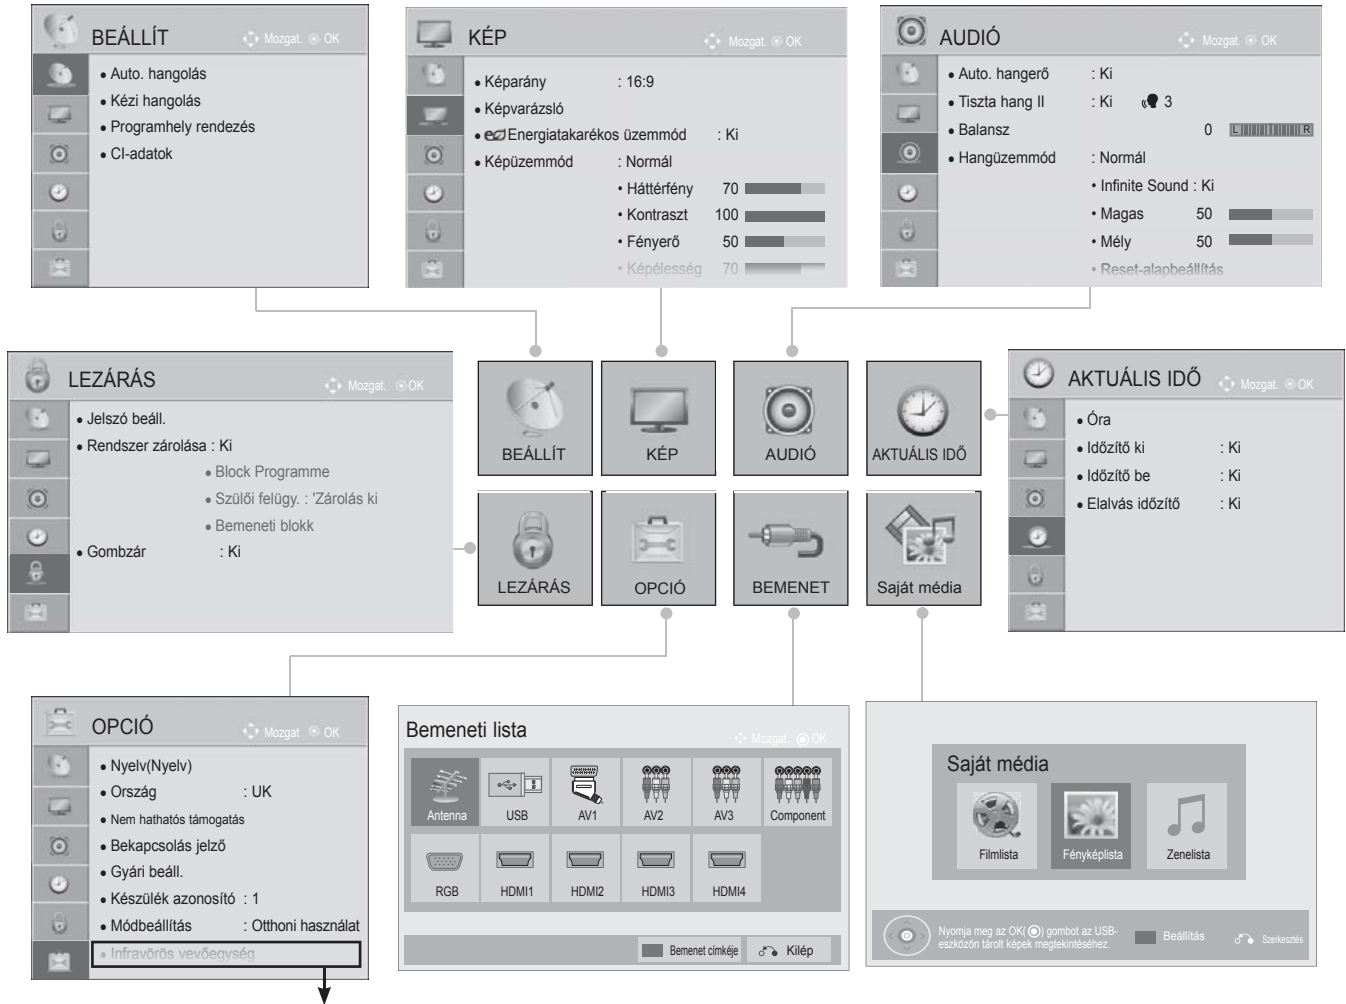 BEÁLLÍT
Mozgat. OK
• Auto. hangolás
• Kézi hangolás
• Programhely rendezés
• CI-adatok
KÉP
Mozgat. OK
• Képarány : 16:9
• Képvarázsló
• eco Energiatakarékos üzemmód : Ki
• Képüzemmód : Normál
• Háttérfény 70
• Kontraszt 100
• Fényerő 50
• Képélesség 70
AUDIÓ
Mozgat. OK
• Auto. hangerő : Ki
• Tiszta hang II : Ki 3
• Balansz 0 L R
• Hangüzemmód : Normál
• Infinite Sound : Ki
• Magas 50
• Mély 50
• Reset-alapbeállítás
LEZÁRÁS
Mozgat. OK
• Jelszó beáll.
• Rendszer zárolása : Ki
• Block Programme
• Szülői felügy. : 'Zárolás ki
• Bemeneti blokk
• Gombzár : Ki
BEÁLLÍT
KÉP
AUDIÓ
AKTUÁLIS IDŐ
LEZÁRÁS
OPCIÓ
BEMENET
Saját média
AKTUÁLIS IDŐ
Mozgat. OK
• Óra
• Időzítő ki : Ki
• Időzítő be : Ki
• Elalvás időzítő : Ki
OPCIÓ
Mozgat OK
• Nyelv(Nyelv)
• Ország : UK
• Nem hathatós támogatás
• Bekapcsolás jelző
• Gyári beáll.
• Készülék azonosító : 1
• Módbeállítás : Otthoni használat
• Infravörös vevőegység
Bemeneti lista
Mozgat. OK
Antenna
USB
AV1
AV2
AV3
Component
RGB
HDMI1
HDMI2
HDMI3
HDMI4
Bemenet címkéje
Kilép
Saját média
Filmlista
Fényképlista
Zenelista
Nyomja meg az OK( ) gombot az USB-
eszközön tárolt képek megtekintéséhez.
Beállítás
Szerkesztés